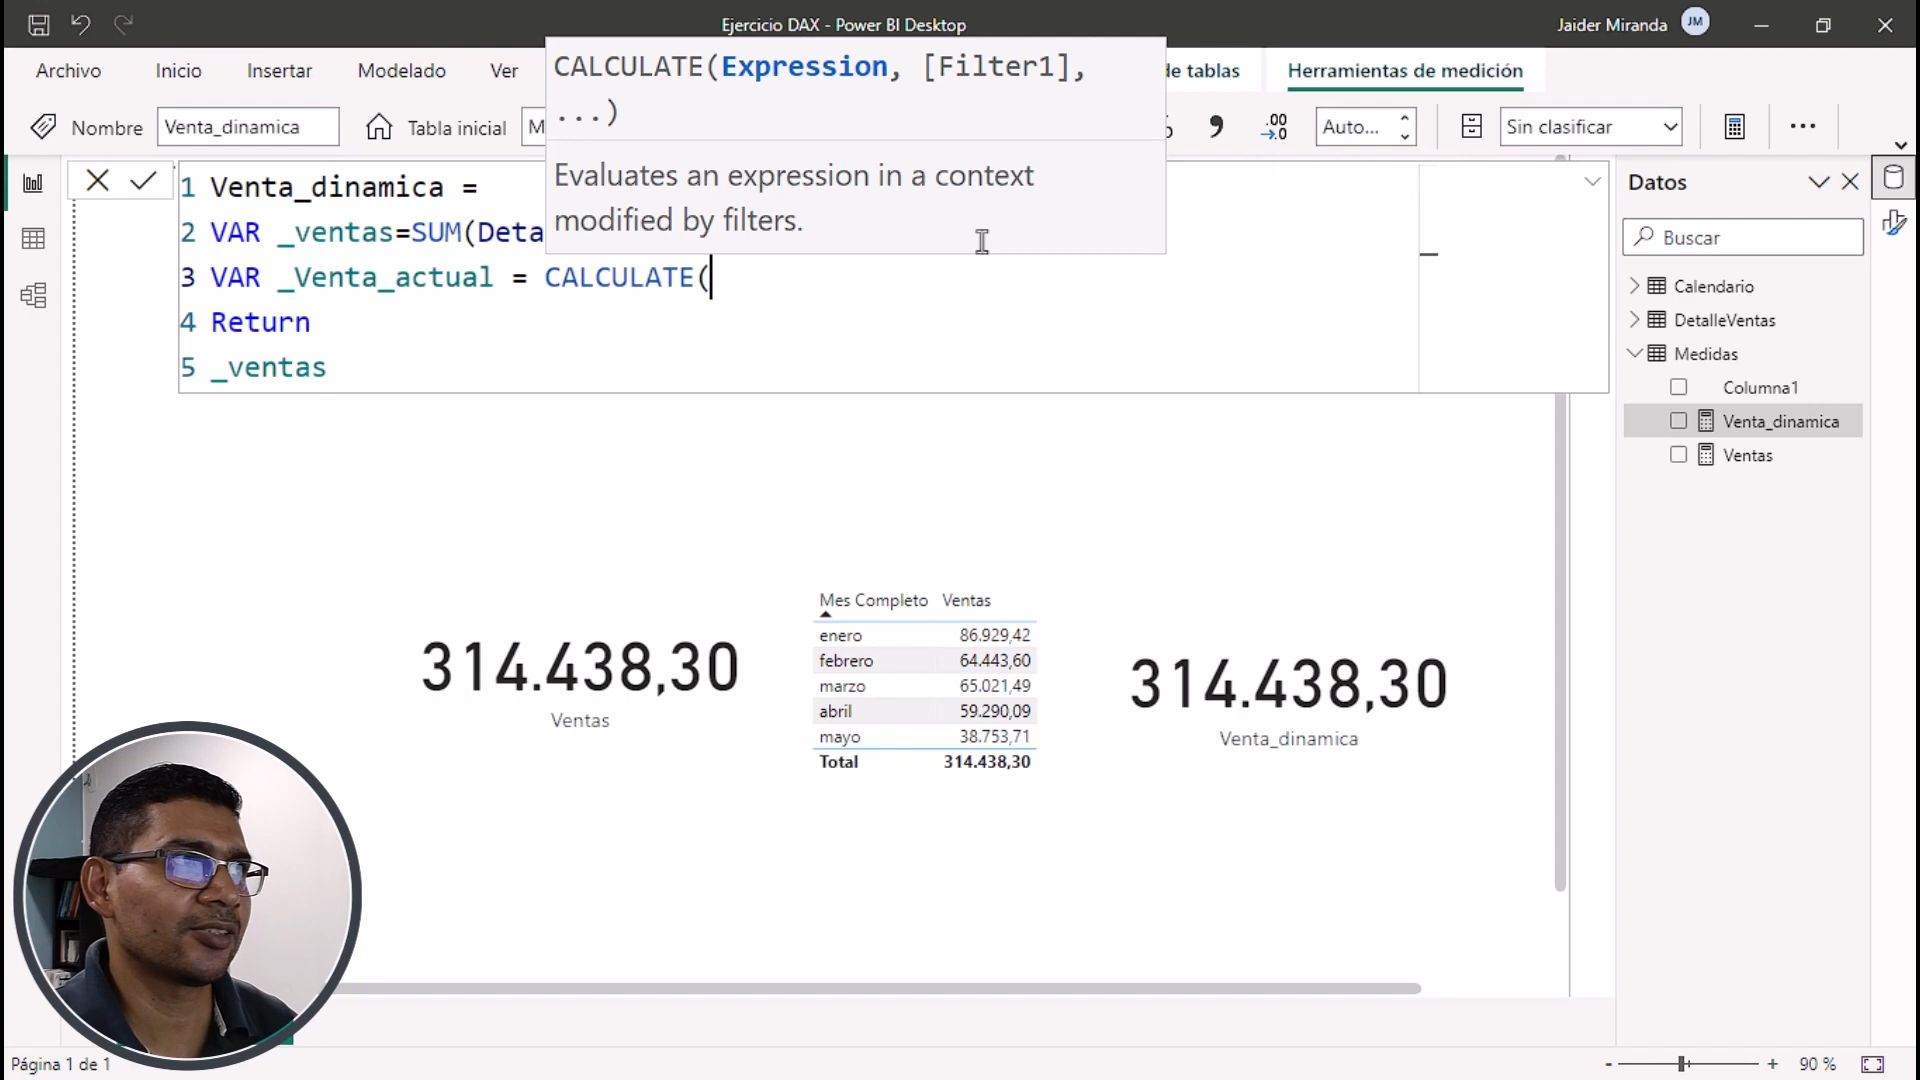 Ejercicio DAX - Power BI Desktop
Jaider Miranda
JM
Archivo
Inicio
Insertar
Modelado
Ver
de tablas
Herramientas de medición
Nombre
Venta_dinamica
Tabla inicial
M
%
.00
→.0
Auto...
Sin clasificar
...
CALCULATE(Expression, [Filter1],
...)
Evaluates an expression in a context
modified by filters.
1 Venta_dinamica =
2 VAR _ventas=SUM(Deta
3 VAR _Venta_actual = CALCULATE(
4 Return
5 _ventas
Datos
Buscar
Calendario
DetalleVentas
Medidas
Columna1
Venta_dinamica
Ventas
314.438,30
Ventas
Mes Completo Ventas
enero 86.929,42
febrero 64.443,60
marzo 65.021,49
abril 59.290,09
mayo 38.753,71
Total 314.438,30
314.438,30
Venta_dinamica
Página 1 de 1
- + 90 %